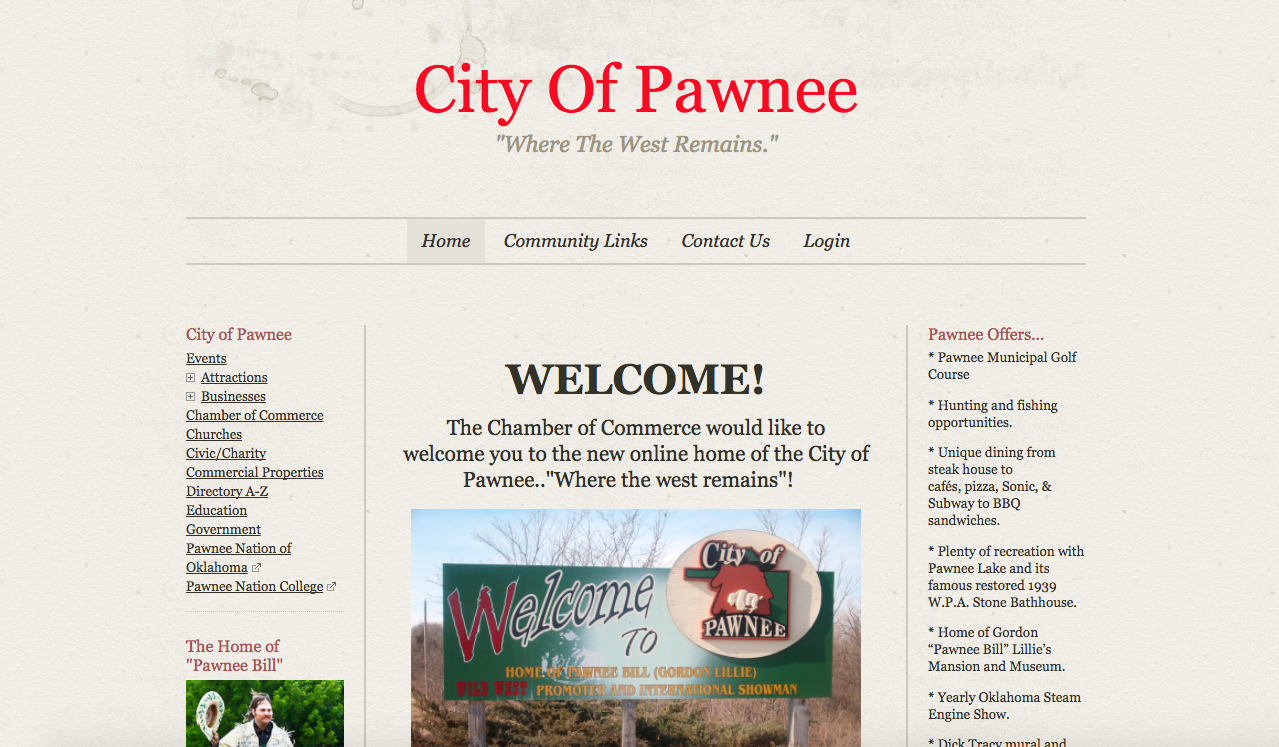 City Of Pawnee
"Where The West Remains."
Home
Community Links
Contact Us
Login
City of Pawnee
Events
Attractions
Businesses
Chamber of Commerce
Churches
Civic/Charity
Commercial Properties
Directory A-Z
Education
Government
Pawnee Nation of
Oklahoma
Pawnee Nation College
The Home of
"Pawnee Bill"
WELCOME!
The Chamber of Commerce would like to
welcome you to the new online home of the City of
Pawnee.."Where the west remains"!
Welcome
TO
City of
PAWNEE
HOME OF PAWNEE BILL (GORDON LILLIE)
WILD WEST PROMOTER AND INTERNATIONAL SHOWMAN
Pawnee Offers...
* Pawnee Municipal Golf
Course
* Hunting and fishing
opportunities.
* Unique dining from
steak house to
cafés, pizza, Sonic, &
Subway to BBQ
sandwiches.
* Plenty of recreation with
Pawnee Lake and its
famous restored 1939
W.P.A. Stone Bathhouse.
* Home of Gordon
“Pawnee Bill” Lillie’s
Mansion and Museum.
* Yearly Oklahoma Steam
Engine Show.
* Dick Tracy mural and